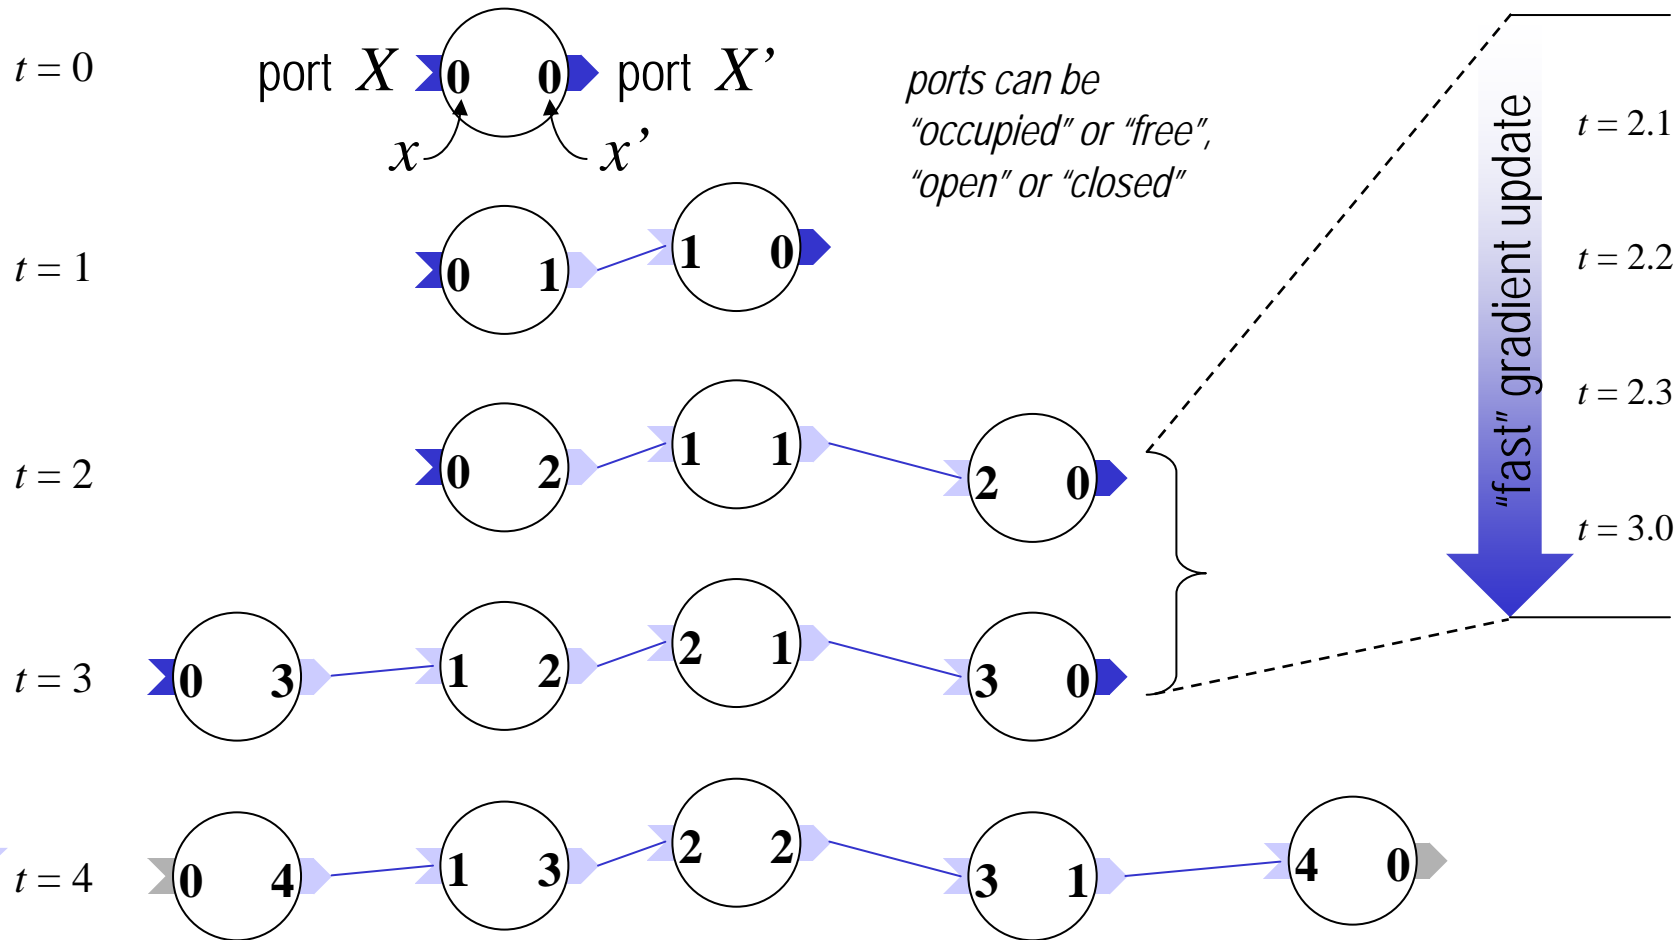 t = 0
port X 0 0 port X’
x x’
ports can be
“occupied” or “free”,
“open” or “closed”
t = 1
0 1 1 0
t = 2
0 2 1 1 2 0
t = 3
0 3 1 2 2 1 3 0
t = 4
0 4 1 3 2 2 3 1 4 0
“fast” gradient update
t = 2.1
t = 2.2
t = 2.3
t = 3.0